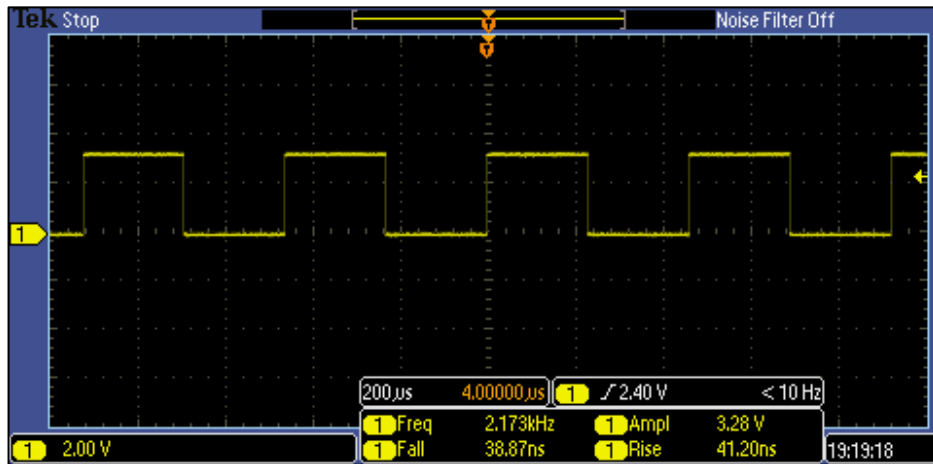 Tek Stop Noise Filter Off
T
T
1
200µs 4.00000µs 1 2.40 V < 10 Hz
1 Freq 2.173kHz 1 Ampl 3.28 V
1 Fall 38.87ns 1 Rise 41.20ns
1 2.00 V 19:19:18